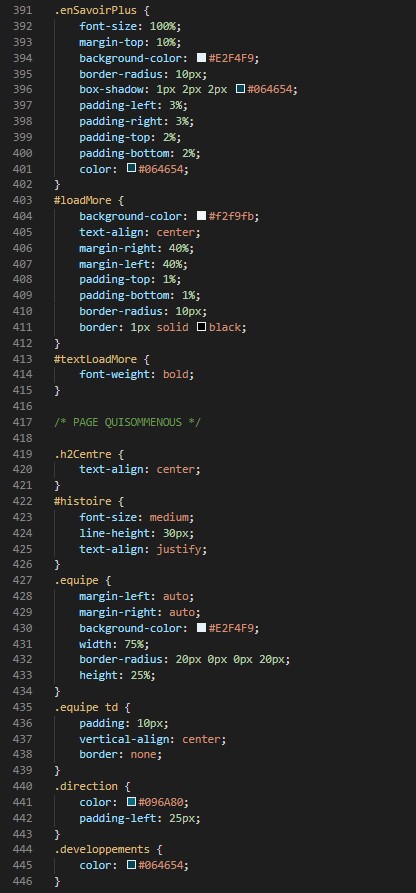 391 .enSavoirPlus {
392     font-size: 100%;
393     margin-top: 10%;
394     background-color: #E2F4F9;
395     border-radius: 10px;
396     box-shadow: 1px 2px 2px #064654;
397     padding-left: 3%;
398     padding-right: 3%;
399     padding-top: 2%;
400     padding-bottom: 2%;
401     color: #064654;
402 }
403 #loadMore {
404     background-color: #f2f9fb;
405     text-align: center;
406     margin-right: 40%;
407     margin-left: 40%;
408     padding-top: 1%;
409     padding-bottom: 1%;
410     border-radius: 10px;
411     border: 1px solid black;
412 }
413 #textLoadMore {
414     font-weight: bold;
415 }
416
417 /* PAGE QUISOMMENOUS */
418
419 .h2Centre {
420     text-align: center;
421 }
422 #histoire {
423     font-size: medium;
424     line-height: 30px;
425     text-align: justify;
426 }
427 .equipe {
428     margin-left: auto;
429     margin-right: auto;
430     background-color: #E2F4F9;
431     width: 75%;
432     border-radius: 20px 0px 0px 20px;
433     height: 25%;
434 }
435 .equipe td {
436     padding: 10px;
437     vertical-align: center;
438     border: none;
439 }
440 .direction {
441     color: #096A80;
442     padding-left: 25px;
443 }
444 .developpements {
445     color: #064654;
446 }